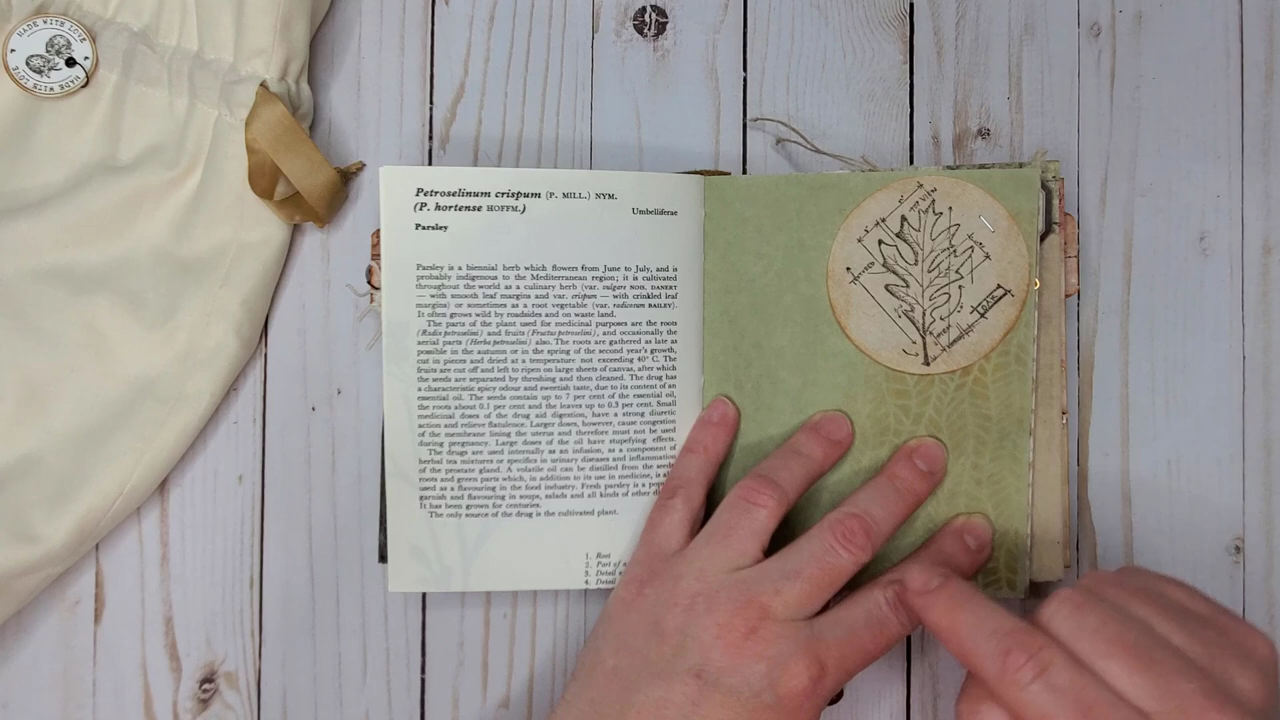 MADE WITH LOVE
MADE WITH LOVE
Petroselinum crispum (P. MILL.) NYM.
(P. hortense HOFFM.)
Umbelliferae
Parsley
Parsley is a biennial herb which flowers from June to July, and is
probably indigenous to the Mediterranean region; it is cultivated
throughout the world as a culinary herb (var. vulgare NOIS. DANERT
— with smooth leaf margins and var. crispum — with crinkled leaf
margins) or sometimes as a root vegetable (var. radicosum BAILEY).
It often grows wild by roadsides and on waste land.
The parts of the plant used for medicinal purposes are the roots
(Radix petroselini) and fruits (Fructus petroselini), and occasionally the
aerial parts (Herba petroselini) also. The roots are gathered as late as
possible in the autumn or in the spring of the second year's growth,
cut in pieces and dried at a temperature not exceeding 40° C. The
fruits are cut off and left to ripen on large sheets of canvas, after which
the seeds are separated by threshing and then cleaned. The drug has
a characteristic spicy odour and sweetish taste, due to its content of an
essential oil. The seeds contain up to 7 per cent of the essential oil,
the roots about 0.1 per cent and the leaves up to 0.3 per cent. Small
medicinal doses of the drug aid digestion, have a strong diuretic
action and relieve flatulence. Larger doses, however, cause congestion
of the membrane lining the uterus and therefore must not be used
during pregnancy. Large doses of the oil have stupefying effects.
The drugs are used internally as an infusion, as a component of
herbal tea mixtures or specifics in urinary diseases and inflammation
of the prostate gland. A volatile oil can be distilled from the seeds
roots and green parts which, in addition to its use in medicine, is
used as a flavouring in the food industry. Fresh parsley is a
garnish and flavouring in soups, salads and all kinds of other
It has been grown for centuries.
The only source of the drug is the cultivated plant.
1. Root
2. Part of a
3. Detail
4. Detail
TOP VIEW
OAK